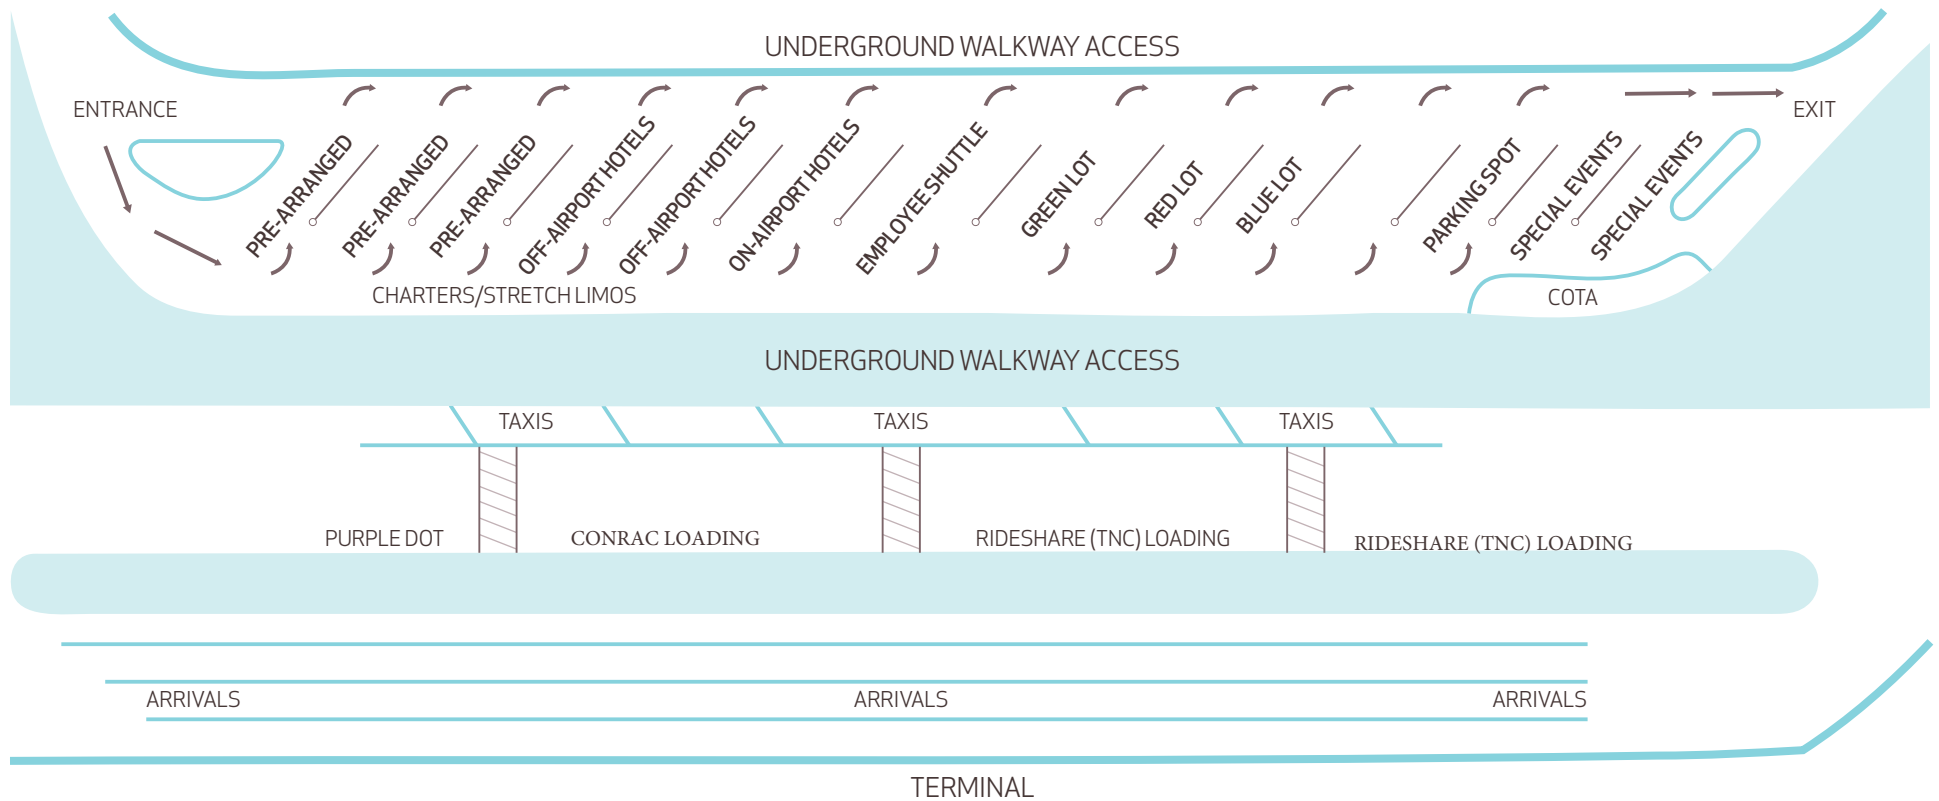 UNDERGROUND WALKWAY ACCESS
ENTRANCE
EXIT
PRE-ARRANGED
PRE-ARRANGED
PRE-ARRANGED
OFF-AIRPORT HOTELS
OFF-AIRPORT HOTELS
ON-AIRPORT HOTELS
EMPLOYEE SHUTTLE
GREEN LOT
RED LOT
BLUE LOT
PARKING SPOT
SPECIAL EVENTS
SPECIAL EVENTS
CHARTERS/STRETCH LIMOS
COTA
UNDERGROUND WALKWAY ACCESS
TAXIS
TAXIS
TAXIS
PURPLE DOT
CONRAC LOADING
RIDESHARE (TNC) LOADING
RIDESHARE (TNC) LOADING
ARRIVALS
ARRIVALS
ARRIVALS
TERMINAL